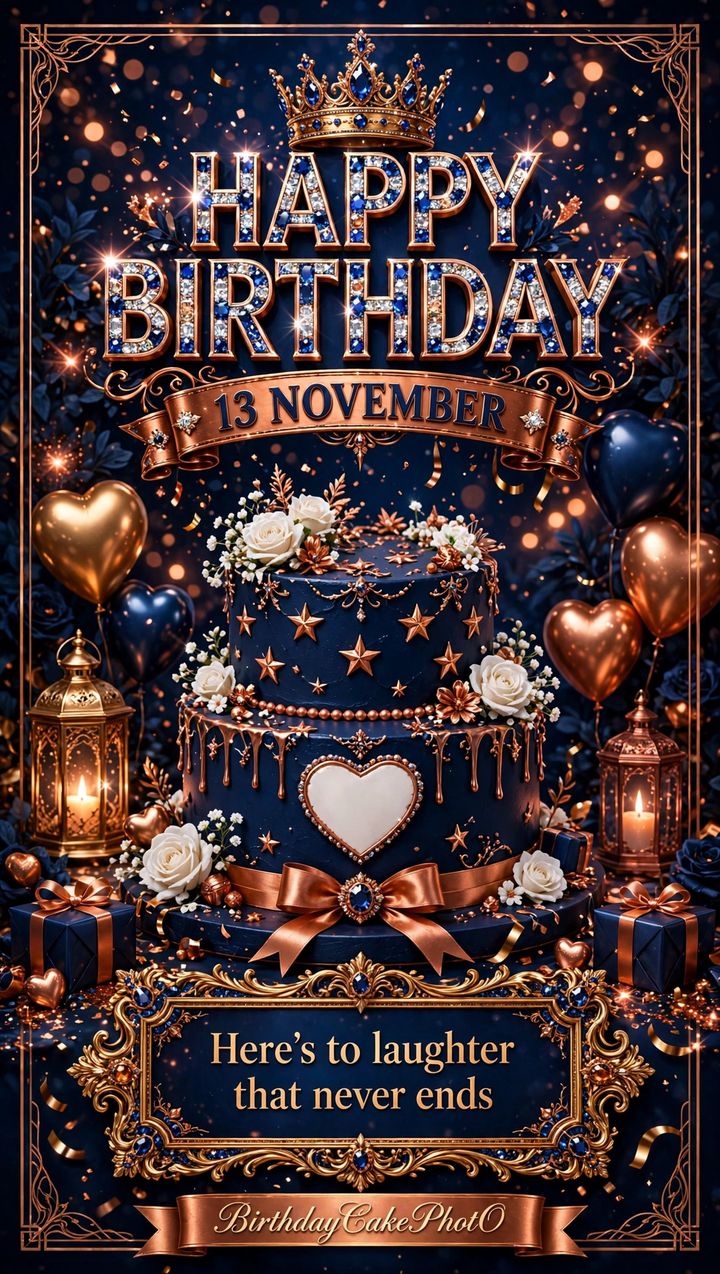 HAPPY
BIRTHDAY
13 NOVEMBER
Here's to laughter
that never ends
BirthdayCakePhotO